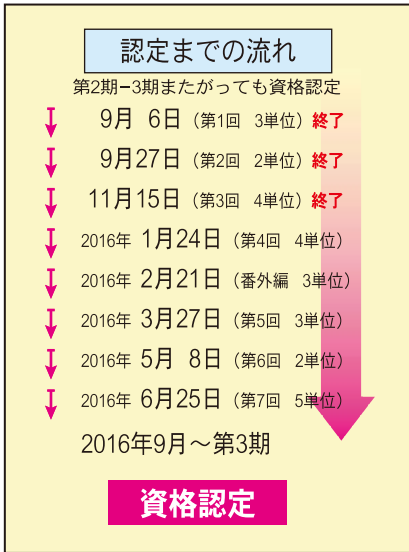 認定までの流れ
第2期−3期またがっても資格認定
9月 6日（第1回 3単位）終了
9月27日（第2回 2単位）終了
11月15日（第3回 4単位）終了
2016年 1月24日（第4回 4単位）
2016年 2月21日（番外編 3単位）
2016年 3月27日（第5回 3単位）
2016年 5月 8日（第6回 2単位）
2016年 6月25日（第7回 5単位）
2016年9月〜第3期
資格認定